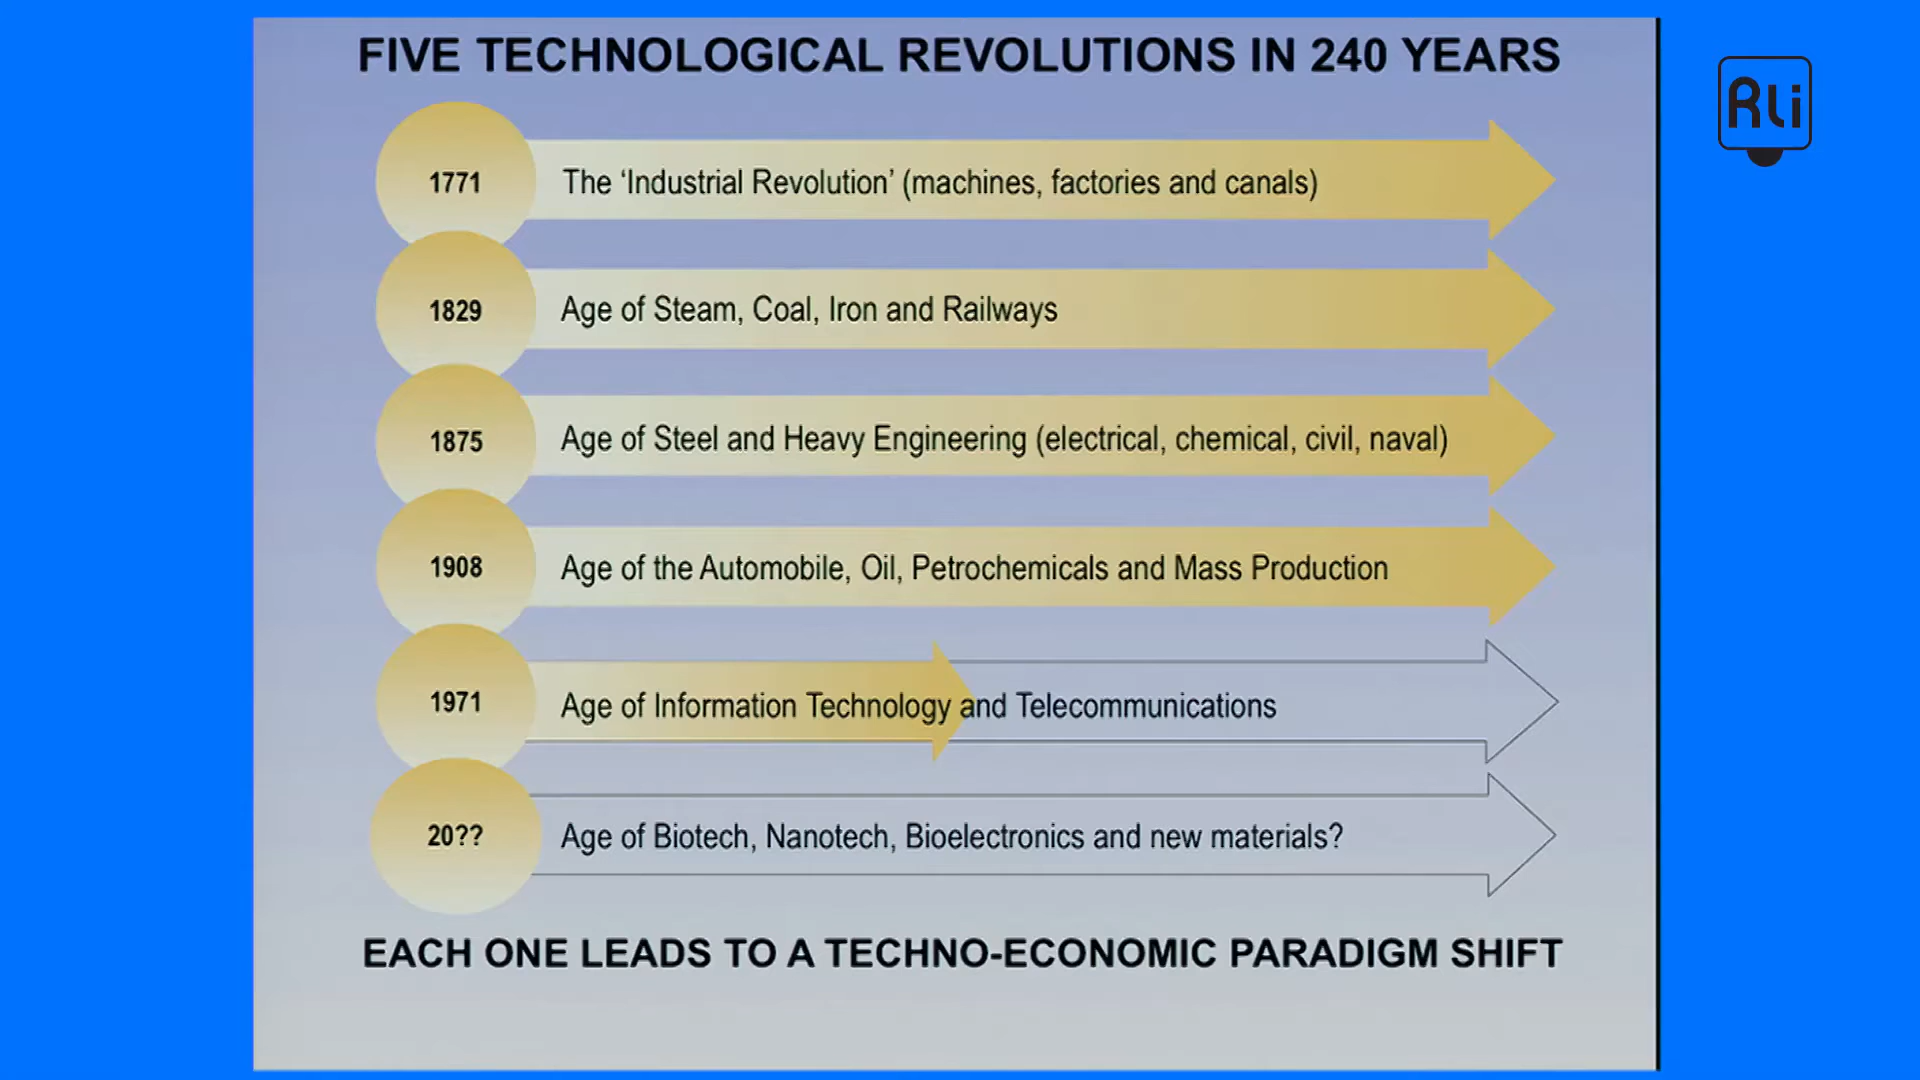 FIVE TECHNOLOGICAL REVOLUTIONS IN 240 YEARS
RLi
1771 The ‘Industrial Revolution’ (machines, factories and canals)
1829 Age of Steam, Coal, Iron and Railways
1875 Age of Steel and Heavy Engineering (electrical, chemical, civil, naval)
1908 Age of the Automobile, Oil, Petrochemicals and Mass Production
1971 Age of Information Technology and Telecommunications
20?? Age of Biotech, Nanotech, Bioelectronics and new materials?
EACH ONE LEADS TO A TECHNO-ECONOMIC PARADIGM SHIFT